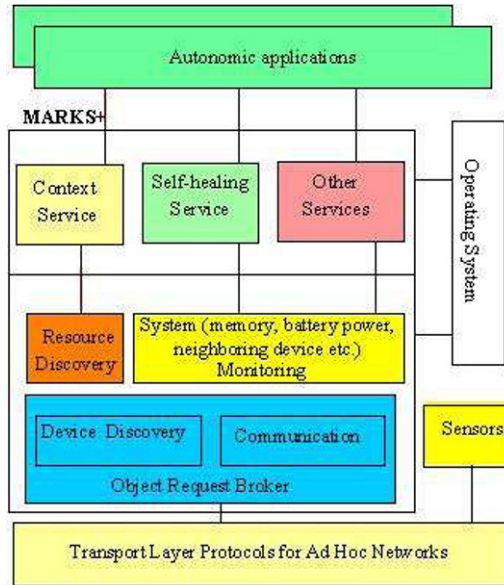 Autonomic applications
MARKS+
Context
Service
Self-healing
Service
Other
Services
Operating System
Resource
Discovery
System (memory, battery power,
neighboring device etc.)
Monitoring
Device Discovery
Communication
Object Request Broker
Sensors
Transport Layer Protocols for Ad Hoc Networks